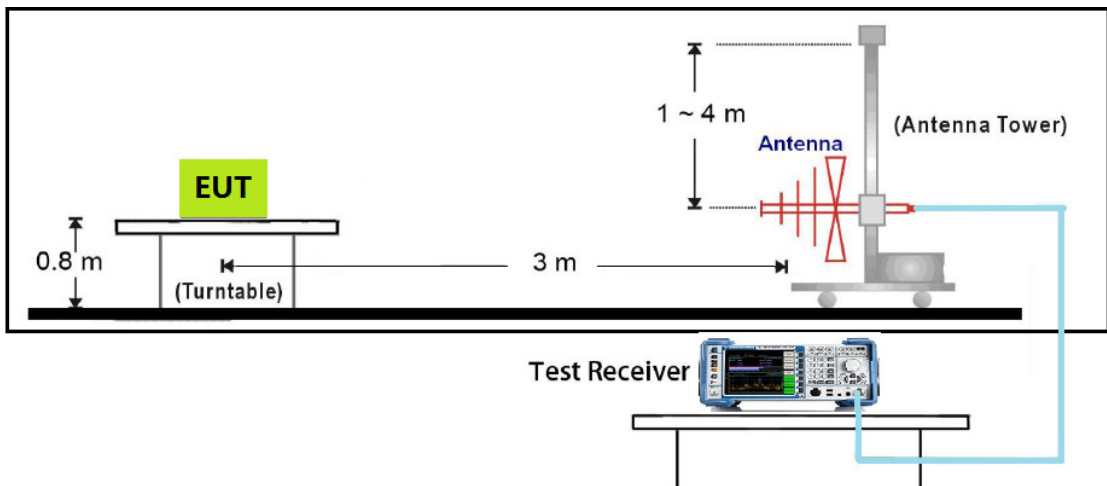 1 ~ 4 m
(Antenna Tower)
Antenna
EUT
0.8 m
3 m
(Turntable)
Test Receiver